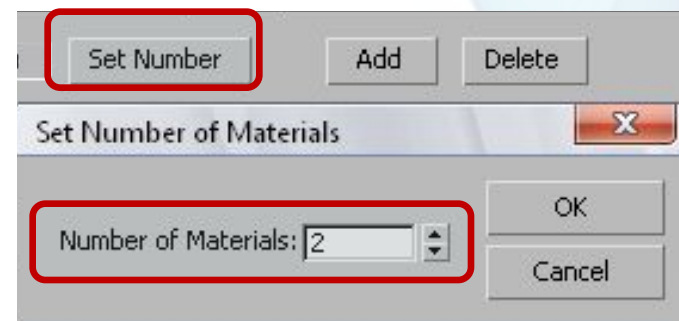 Set Number Add Delete
Set Number of Materials
Number of Materials: 2
OK
Cancel